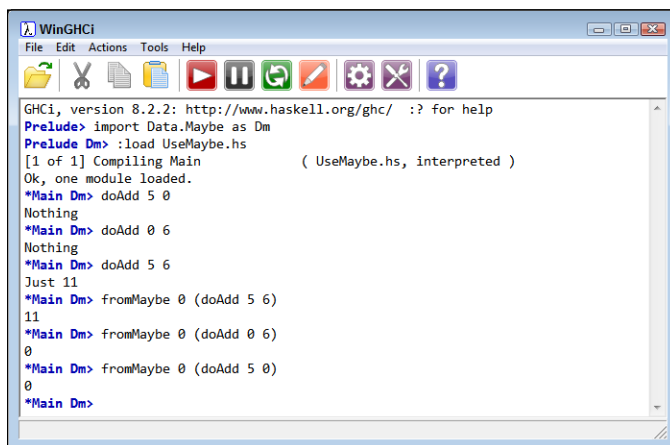 λ WinGHCi
File Edit Actions Tools Help
?
GHCi, version 8.2.2: http://www.haskell.org/ghc/  :? for help
Prelude> import Data.Maybe as Dm
Prelude Dm> :load UseMaybe.hs
[1 of 1] Compiling Main             ( UseMaybe.hs, interpreted )
Ok, one module loaded.
*Main Dm> doAdd 5 0
Nothing
*Main Dm> doAdd 0 6
Nothing
*Main Dm> doAdd 5 6
Just 11
*Main Dm> fromMaybe 0 (doAdd 5 6)
11
*Main Dm> fromMaybe 0 (doAdd 0 6)
0
*Main Dm> fromMaybe 0 (doAdd 5 0)
0
*Main Dm>